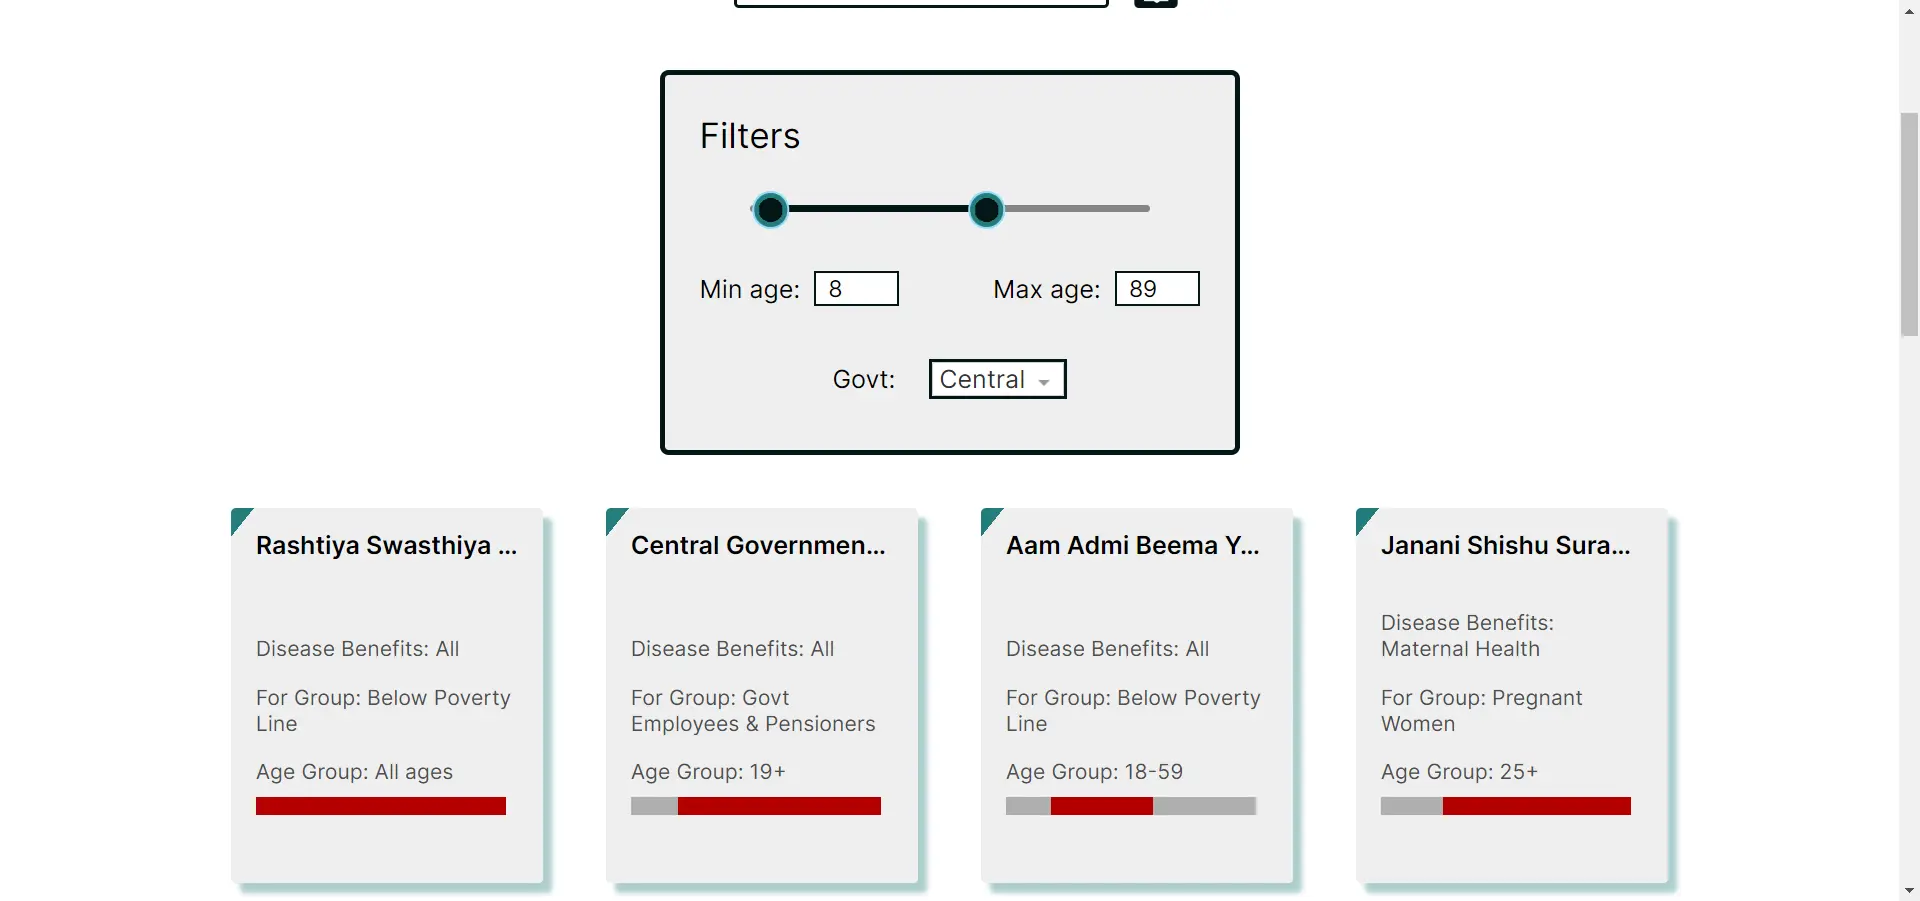 Filters
Min age: 8
Max age: 89
Govt: Central
Rashtiya Swasthiya ...
Disease Benefits: All
For Group: Below Poverty
Line
Age Group: All ages
Central Governmen...
Disease Benefits: All
For Group: Govt
Employees & Pensioners
Age Group: 19+
Aam Admi Beema Y...
Disease Benefits: All
For Group: Below Poverty
Line
Age Group: 18-59
Janani Shishu Sura...
Disease Benefits:
Maternal Health
For Group: Pregnant
Women
Age Group: 25+